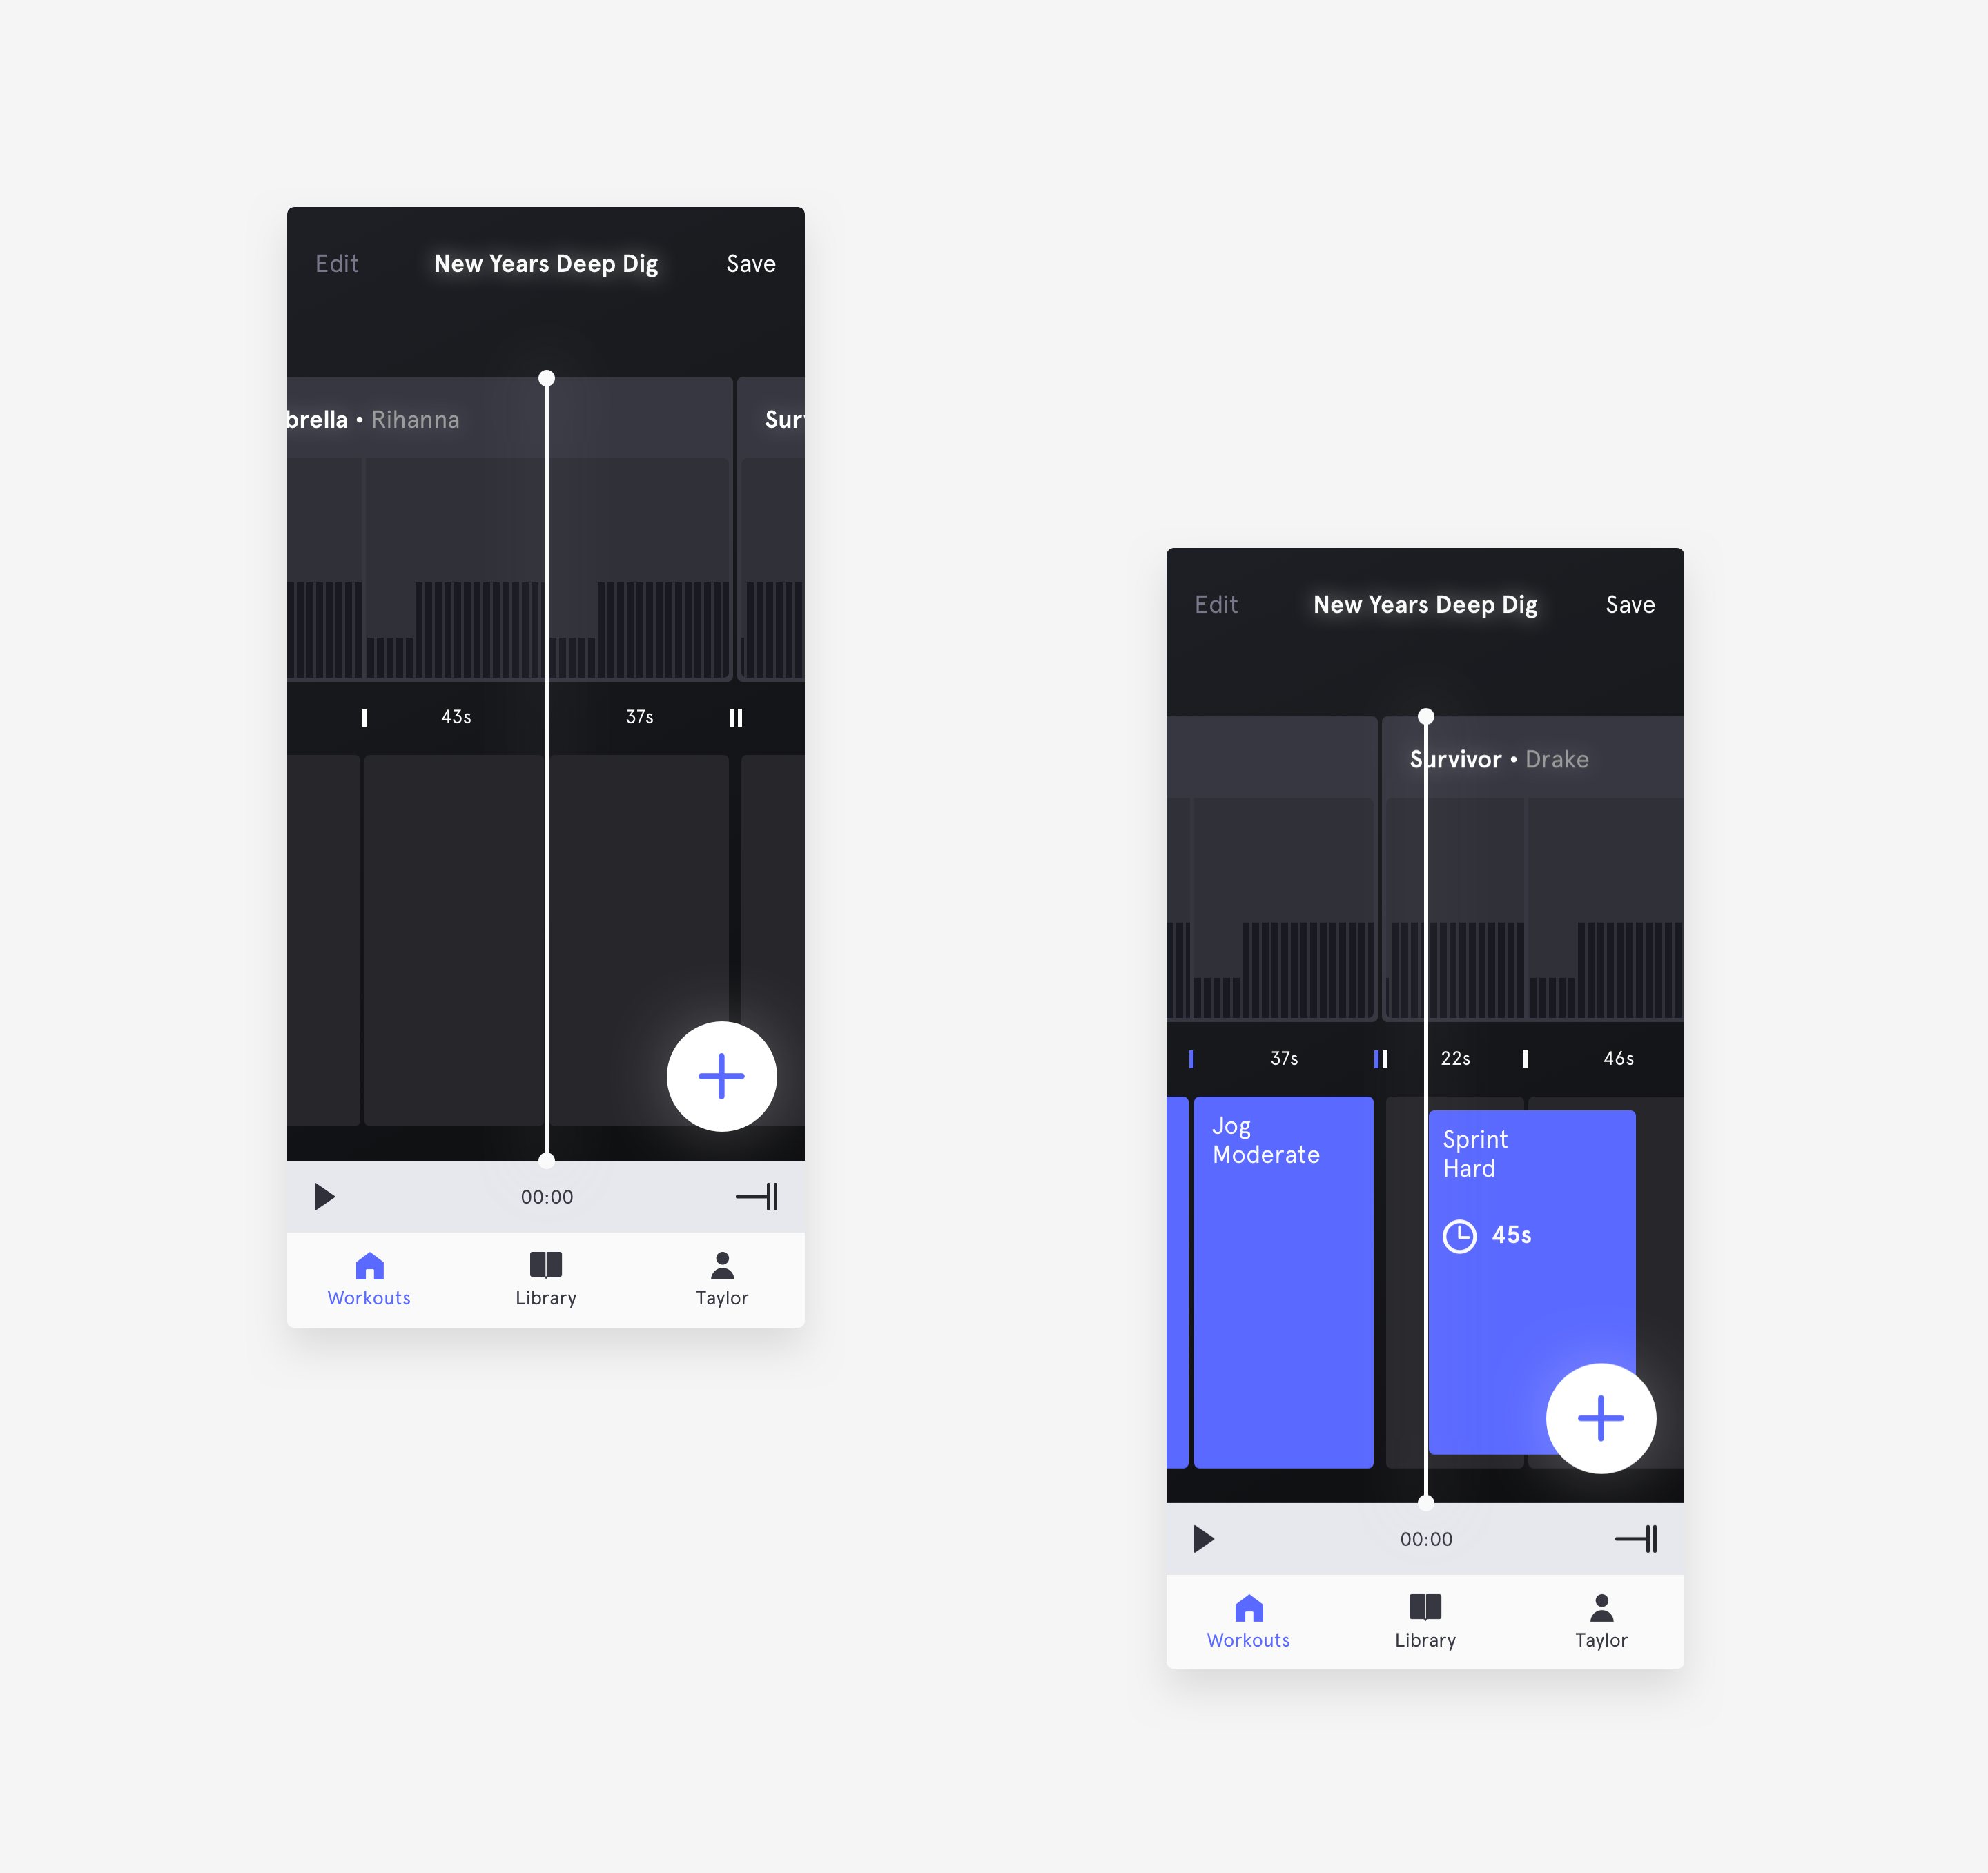 Edit New Years Deep Dig Save
brella • Rihanna
43s 37s
00:00
Workouts Library Taylor
Edit New Years Deep Dig Save
Survivor • Drake
37s 22s 46s
Jog
Moderate
Sprint
Hard
45s
00:00
Workouts Library Taylor